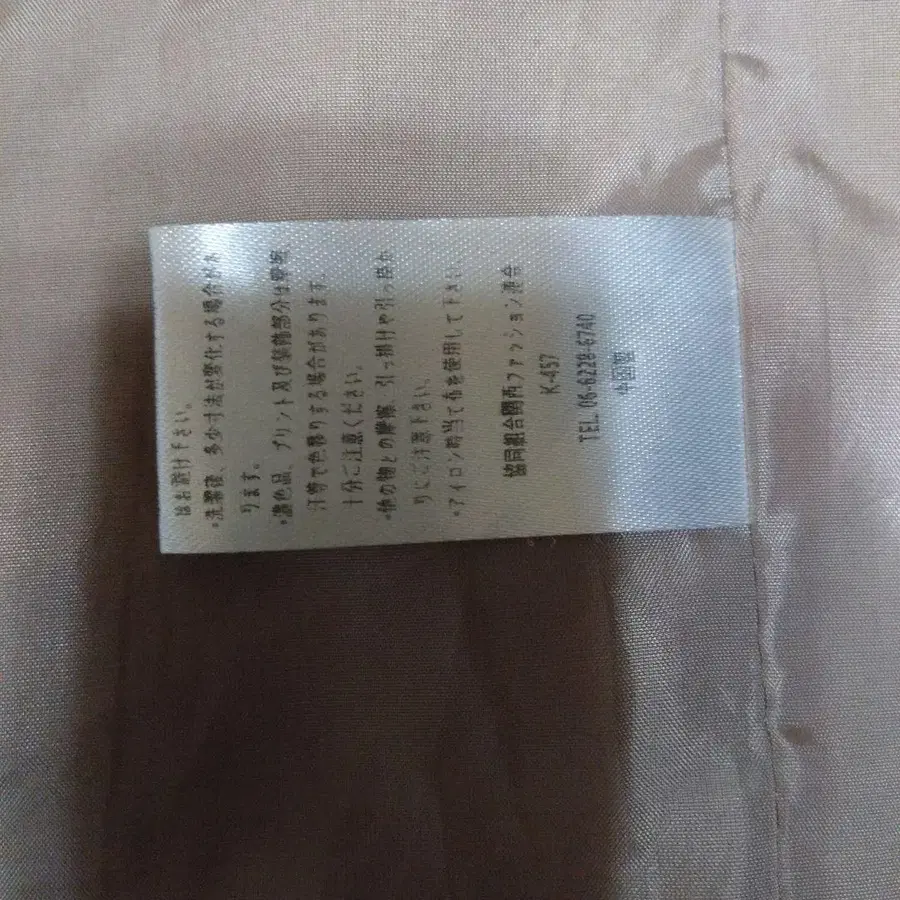 はお避け下さい。
•洗濯後、多少寸法が変化する場合があ
ります。
•濃色品、プリント及び装飾部分は摩擦、
汗等で色移りする場合があります。
十分ご注意ください。
•他の物との摩擦、引っ掛けや引っ掛か
りにご注意下さい。
•アイロン時当て布を使用して下さい
協同組合関西ファッション連合
K-457
TEL. 06-6228-6740
中国製